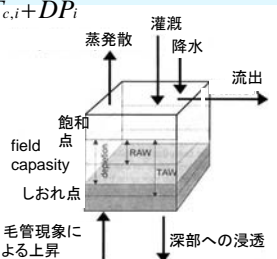 c,i+DPi
灌漑
蒸発散
降水
流出
飽和
点
field
capasity
しおれ点
depletion
RAW
TAW
毛管現象に
よる上昇
深部への浸透